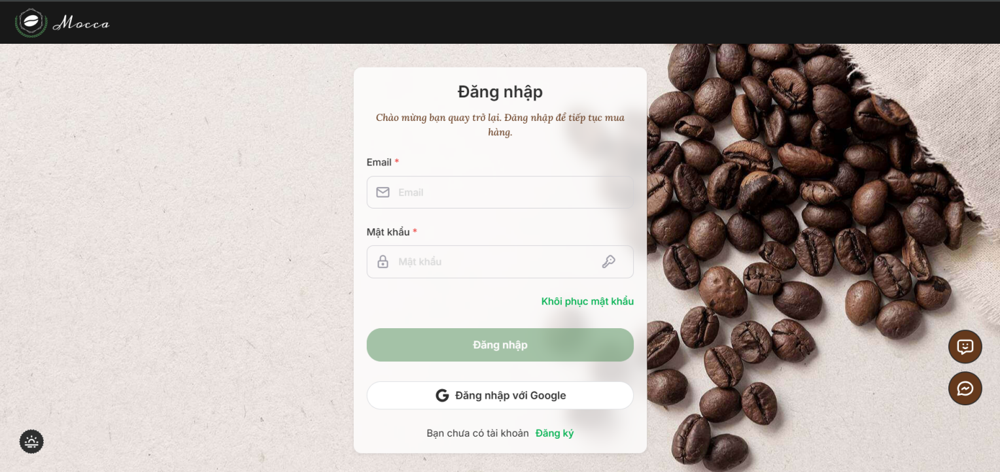 Mocca
Đăng nhập
Chào mừng bạn quay trở lại. Đăng nhập để tiếp tục mua
hàng.
Email *
Email
Mật khẩu *
Mật khẩu
Khôi phục mật khẩu
Đăng nhập
Đăng nhập với Google
Bạn chưa có tài khoản Đăng ký